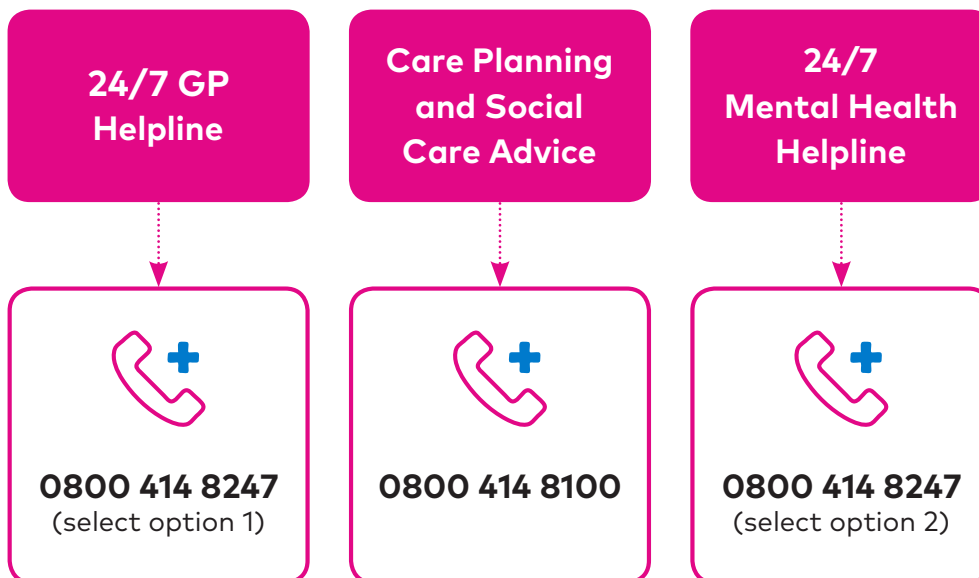 24/7 GP
Helpline
0800 414 8247
(select option 1)
Care Planning
and Social
Care Advice
0800 414 8100
24/7
Mental Health
Helpline
0800 414 8247
(select option 2)